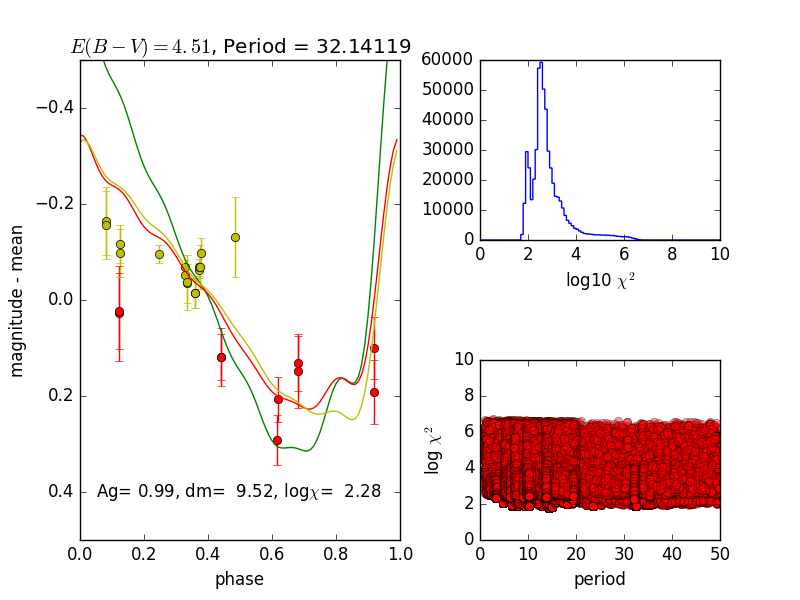 E(B − V) = 4.51, Period = 32.14119
−0.4
−0.2
0.0
0.2
0.4
magnitude - mean
Ag= 0.99, dm=  9.52, logχ=  2.28
0.0 0.2 0.4 0.6 0.8 1.0
phase
60000
50000
40000
30000
20000
10000
0
0 2 4 6 8 10
log10 χ²
10
8
6
4
2
0
log χ²
0 10 20 30 40 50
period